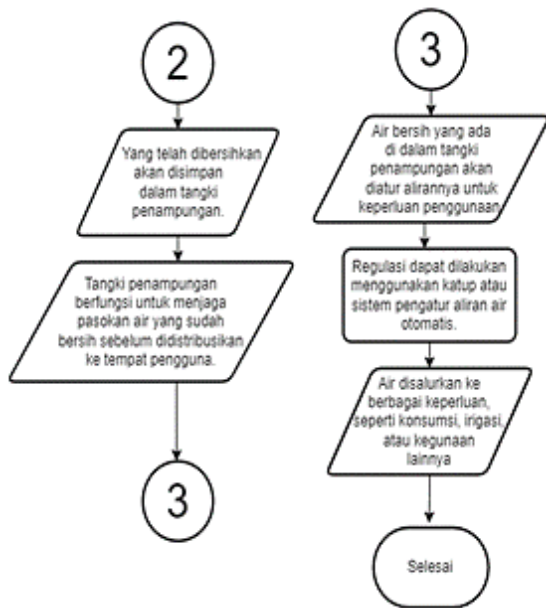 2
Yang telah dibersihkan
akan disimpan
dalam tangki
penampungan.
Tangki penampungan
berfungsi untuk menjaga
pasokan air yang sudah
bersih sebelum didistribusikan
ke tempat pengguna.
3
3
Air bersih yang ada
di dalam tangki
penampungan akan
diatur alirannya untuk
keperluan penggunaan
Regulasi dapat dilakukan
menggunakan katup atau
sistem pengatur aliran air
otomatis.
Air disalurkan ke
berbagai keperluan,
seperti konsumsi, irigasi,
atau kegunaan
lainnya
Selesai